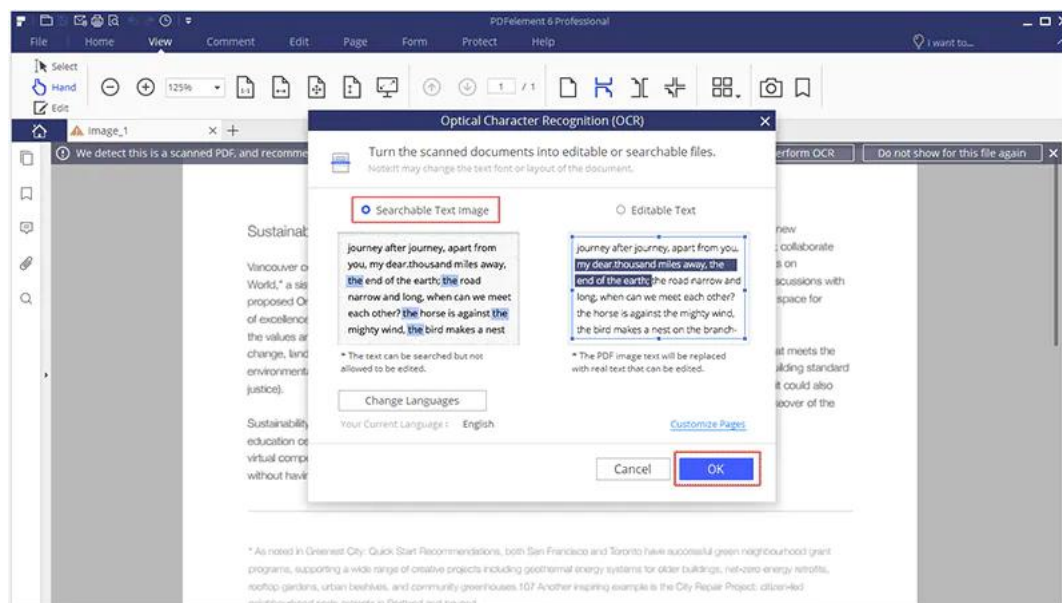 PDFelement 6 Professional
File Home View Comment Edit Page Form Protect Help I want to...
Select
Hand
Edit
125%
1 / 1
Image_1
We detect this is a scanned PDF, and recomme
erform OCR
Do not show for this file again
Optical Character Recognition (OCR)
Turn the scanned documents into editable or searchable files.
Note:It may change the text font or layout of the document.
Searchable Text Image
Editable Text
journey after journey, apart from
you, my dear.thousand miles away,
the end of the earth; the road
narrow and long, when can we meet
each other? the horse is against the
mighty wind, the bird makes a nest
journey after journey, apart from you,
my dear.thousand miles away, the
end of the earth; the road narrow and
long, when can we meet each other?
the horse is against the mighty wind,
the bird makes a nest on the branch-
* The text can be searched but not
allowed to be edited.
* The PDF image text will be replaced
with real text that can be edited.
Change Languages
Your Current Language : English
Customize Pages
Cancel
OK
Sustainab
Vancouver
World,* a sis
proposed Or
of excellence
the values ar
change, land
environmenta
justice).
Sustainability
education ce
virtual compe
without havir
new
collaborate
s on
scussions with
space for
at meets the
ilding standard
it could also
eover of the
* As noted in Greenest City: Quick Start Recommendations, both San Francisco and Toronto have successful green neighbourhood grant
programs, supporting a wide range of creative projects including geothermal energy systems for older buildings, net-zero energy retrofits,
rooftop gardens, urban beehives, and community greenhouses.107 Another inspiring example is the City Repair Project, citizen-led